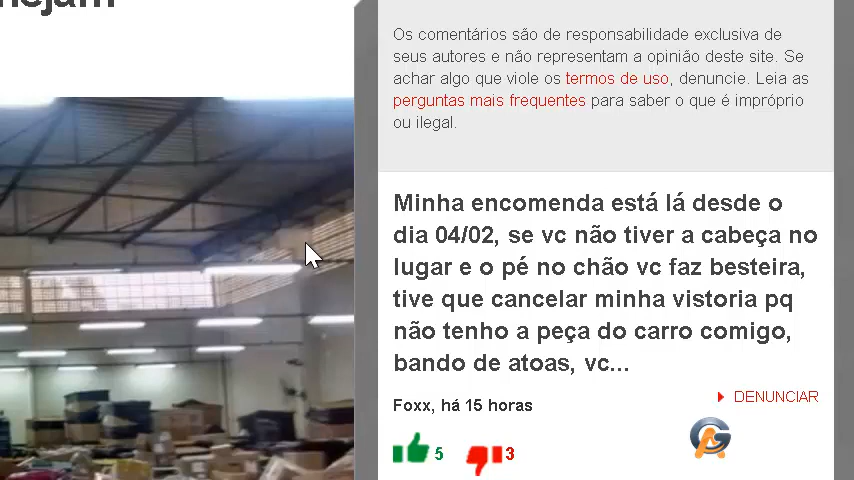 Os comentários são de responsabilidade exclusiva de
seus autores e não representam a opinião deste site. Se
achar algo que viole os termos de uso, denuncie. Leia as
perguntas mais frequentes para saber o que é impróprio
ou ilegal.
Minha encomenda está lá desde o
dia 04/02, se vc não tiver a cabeça no
lugar e o pé no chão vc faz besteira,
tive que cancelar minha vistoria pq
não tenho a peça do carro comigo,
bando de atoas, vc...
Foxx, há 15 horas
DENUNCIAR
5
3